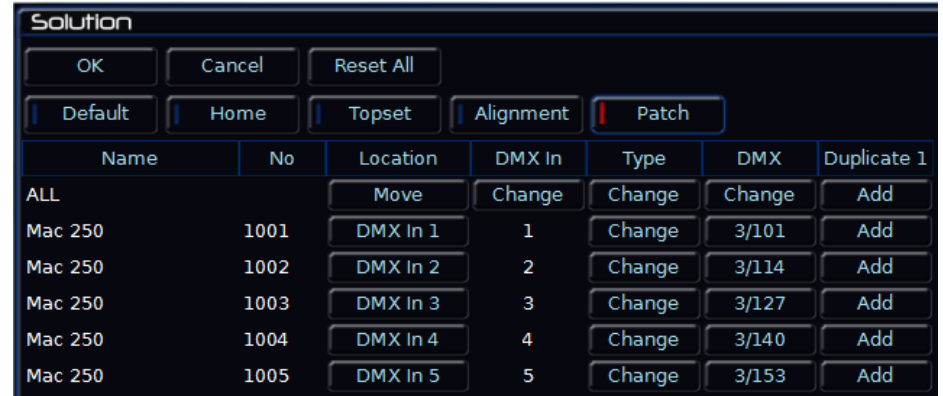 Solution
OK Cancel Reset All
Default Home Topset Alignment Patch
Name No Location DMX In Type DMX Duplicate 1
ALL Move Change Change Change Add
Mac 250 1001 DMX In 1 1 Change 3/101 Add
Mac 250 1002 DMX In 2 2 Change 3/114 Add
Mac 250 1003 DMX In 3 3 Change 3/127 Add
Mac 250 1004 DMX In 4 4 Change 3/140 Add
Mac 250 1005 DMX In 5 5 Change 3/153 Add